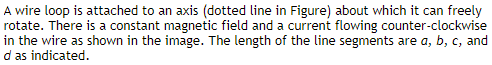 A wire loop is attached to an axis (dotted line in Figure) about which it can freely
rotate. There is a constant magnetic field and a current flowing counter-clockwise
in the wire as shown in the image. The length of the line segments are a, b, c, and
d as indicated.